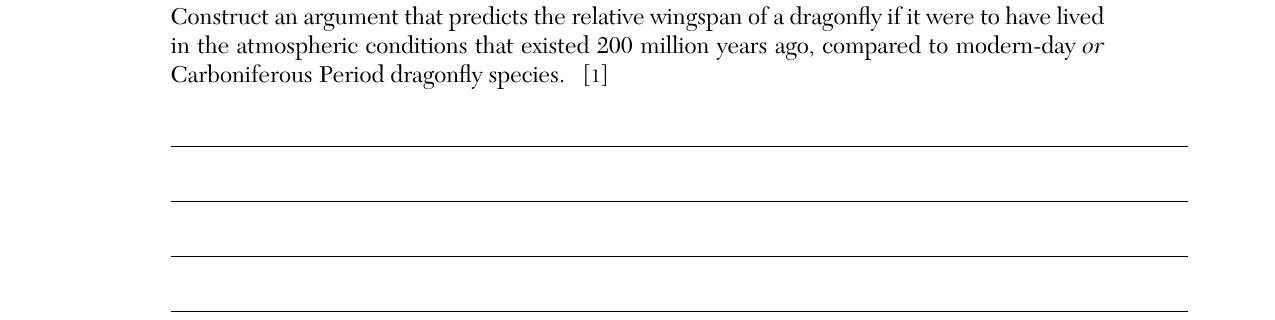 Construct an argument that predicts the relative wingspan of a dragonfly if it were to have lived
in the atmospheric conditions that existed 200 million years ago, compared to modern-day or
Carboniferous Period dragonfly species. [1]